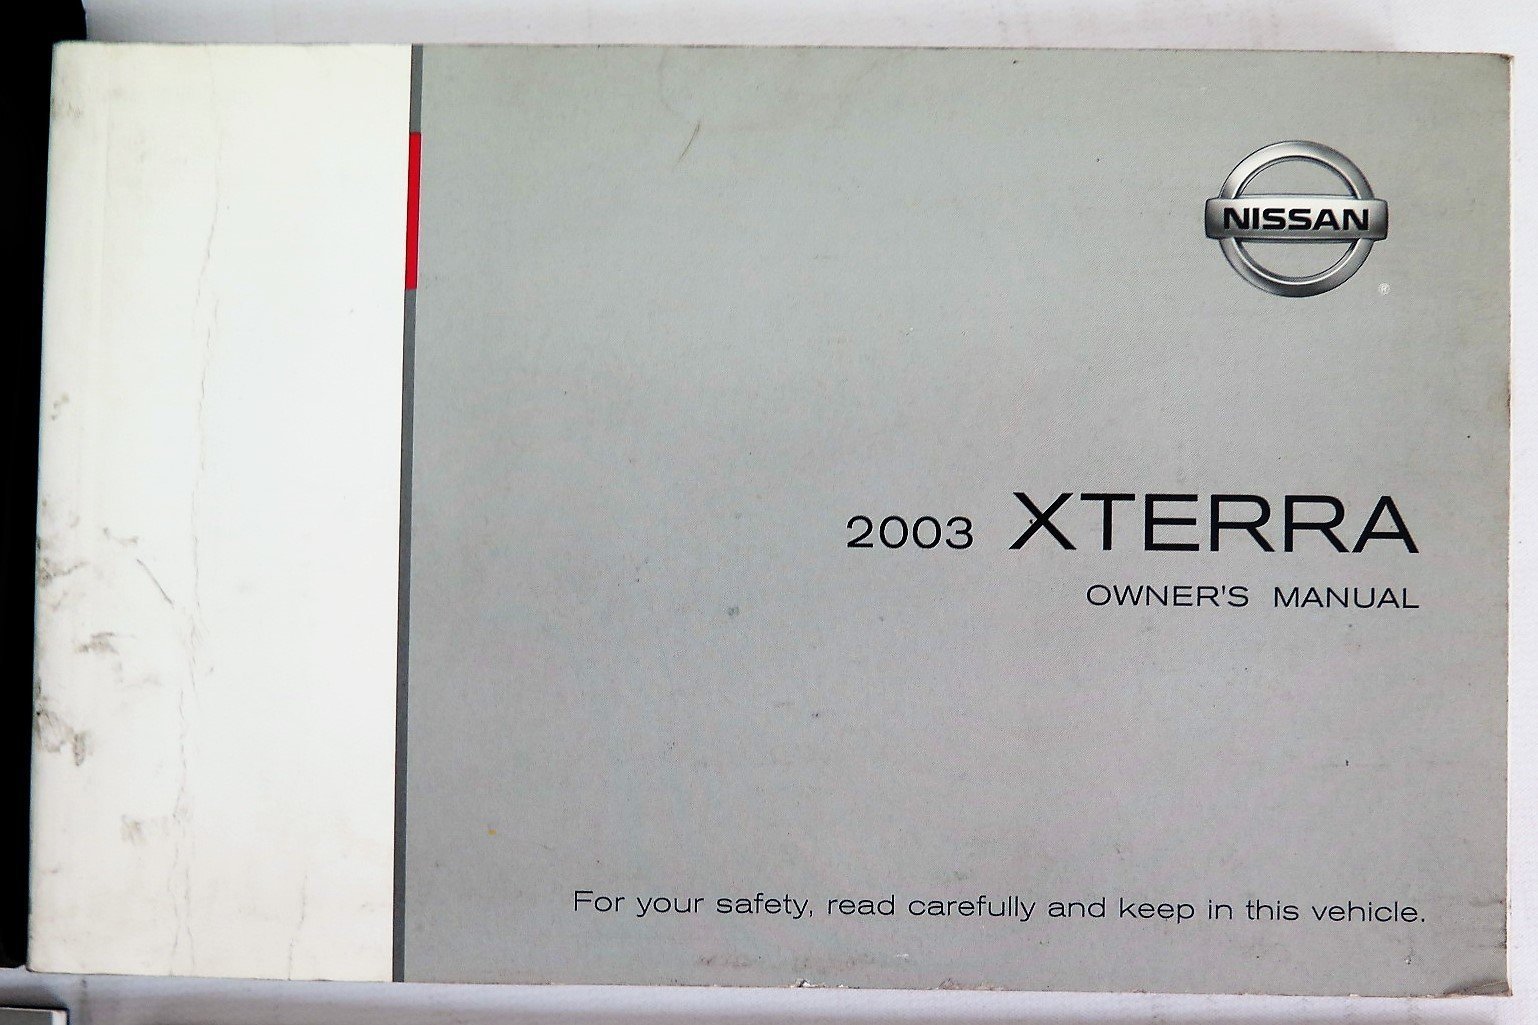 NISSAN
®
2003 XTERRA
OWNER'S MANUAL
For your safety, read carefully and keep in this vehicle.